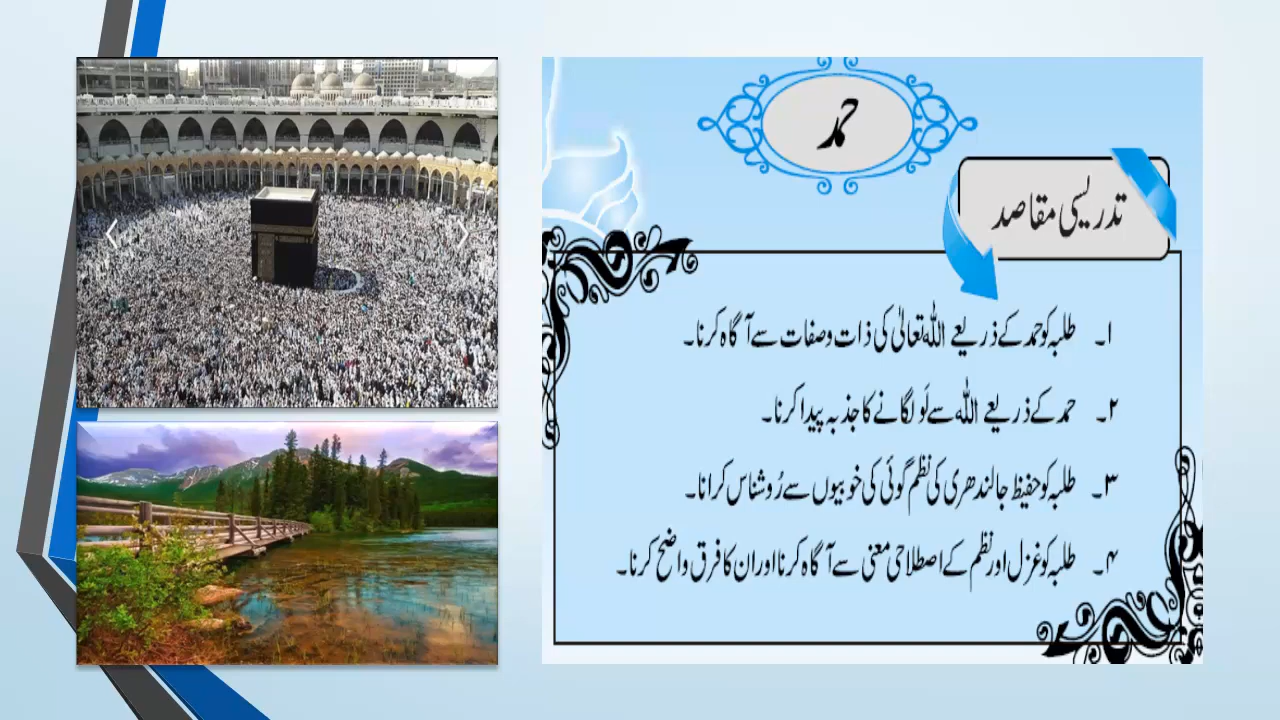 حمد
تدریسی مقاصد
۱۔ طلبہ کو حمد کے ذریعے اللہ تعالیٰ کی ذات وصفات سے آگاہ کرنا۔
۲۔ حمد کے ذریعے اللہ سے لَو لگانے کا جذبہ پیدا کرنا۔
۳۔ طلبہ کو حفیظ جالندھری کی نظم گوئی کی خوبیوں سے رُوشناس کرانا۔
۴۔ طلبہ کو غزل اور نظم کے اصطلاحی معنی سے آگاہ کرنا اور ان کا فرق واضح کرنا۔